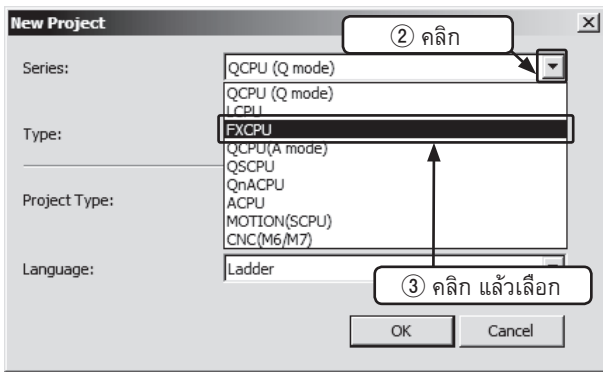 New Project
② คลิก
Series:
QCPU (Q mode)
QCPU (Q mode)
LCPU
Type:
FXCPU
QCPU(A mode)
QSCPU
QnACPU
Project Type:
ACPU
MOTION(SCPU)
CNC(M6/M7)
Language:
Ladder
③ คลิก แล้วเลือก
OK
Cancel